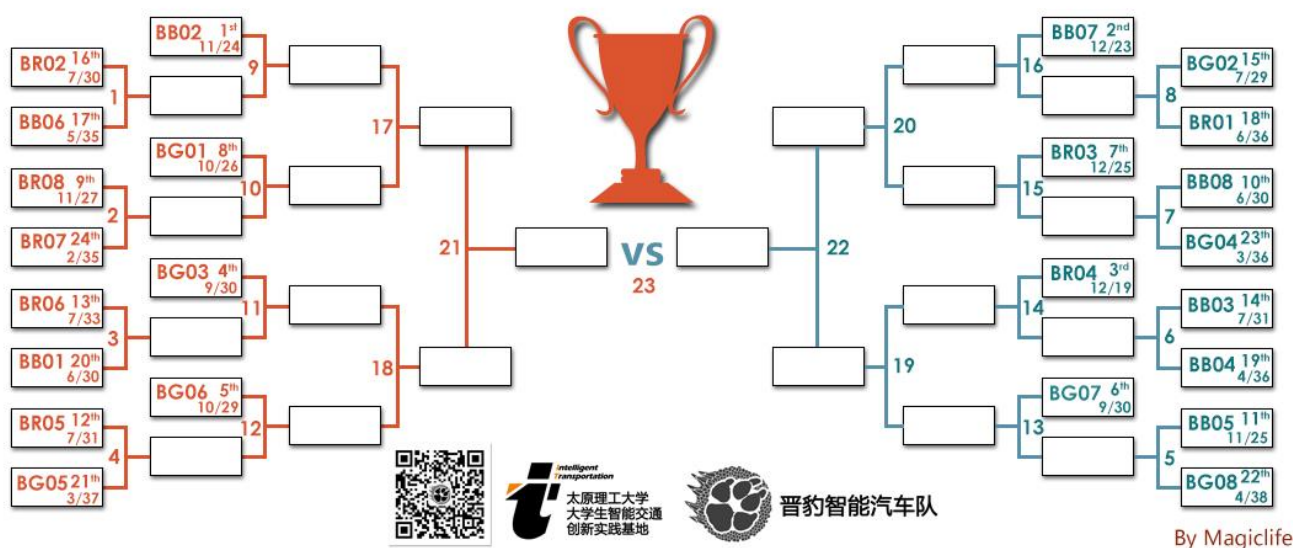 BB02 1st
11/24
BR02 16th
7/30
9
1
BB06 17th
5/35
17
BG01 8th
10/26
BR08 9th
11/27
10
2
BR07 24th
2/35
21
BG03 4th
9/30
BR06 13th
7/33
11
3
BB01 20th
6/30
18
BG06 5th
10/29
BR05 12th
7/31
12
4
BG05 21th
3/37
VS
23
BB07 2nd
12/23
16
BG02 15th
7/29
8
BR01 18th
6/36
20
BR03 7th
12/25
15
BB08 10th
6/30
7
BG04 23th
3/36
22
BR04 3rd
12/19
14
BB03 14th
7/31
6
BB04 19th
4/36
19
BG07 6th
9/30
13
BB05 11th
11/25
5
BG08 22th
4/38
it
Intelligent
Transportation
太原理工大学
大学生智能交通
创新实践基地
晋豹智能汽车队
By Magiclife